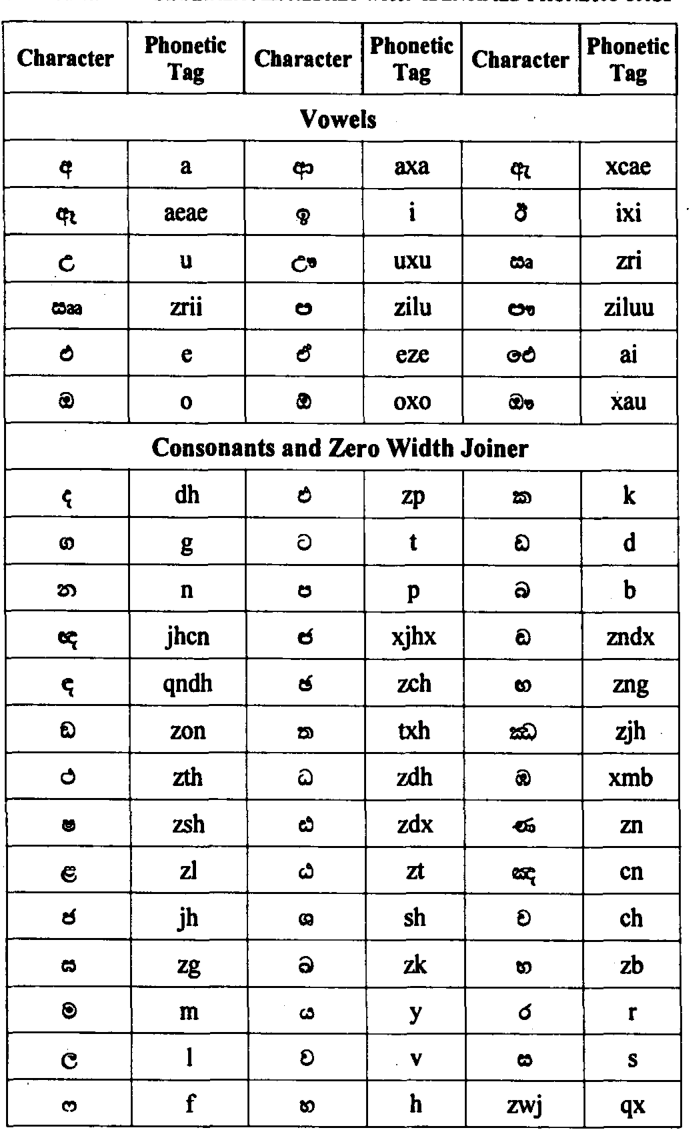 Character Phonetic Tag Character Phonetic Tag Character Phonetic Tag
Vowels
අ a ආ axa ඇ xcae
ඈ aeae ඉ i ඊ ixi
උ u ඌ uxu ඍ zri
ඎ zrii ඏ zilu ඐ ziluu
එ e ඒ eze ඓ ai
ඔ o ඕ oxo ඖ xau
Consonants and Zero Width Joiner
ද dh ඵ zp ක k
ග g ට t ඩ d
න n ප p බ b
ඥ jhcn ඦ xjhx ඬ zndx
ඳ qndh ඡ zch ඟ zng
ඞ zon ත txh ඣ zjh
ථ zth ධ zdh ඹ xmb
ෂ zsh ඪ zdx ණ zn
ළ zl ඨ zt ඤ cn
ජ jh ශ sh ච ch
ඝ zg ඛ zk භ zb
ම m ය y ර r
ල l ව v ස s
ෆ f හ h zwj qx